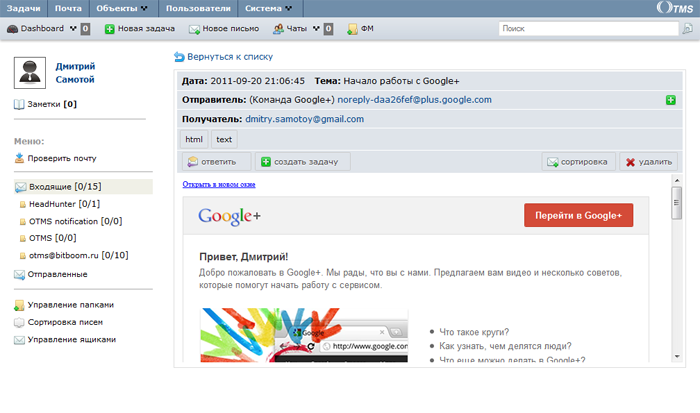 Задачи Почта Объекты Пользователи Система OTMS
Dashboard 0 Новая задача Новое письмо Чаты 0 ФМ Поиск
Дмитрий
Самотой
Занетки [0]
Меню:
Проверить почту
Входящие [0/15]
HeadHunter [0/1]
OTMS notification [0/0]
OTMS [0/0]
otms@bitboom.ru [0/10]
Отправленные
Управление папками
Сортировка писем
Управление ящиками
Вернуться к списку
Дата: 2011-09-20 21:06:45 Тема: Начало работы с Google+
Отправитель: (Команда Google+) noreply-daa26fef@plus.google.com
Получатель: dmitry.samotoy@gmail.com
html text
ответить создать задачу сортировка удалить
Открыть в новом окне
Google+ Перейти в Google+
Привет, Дмитрий!
Добро пожаловать в Google+. Мы рады, что вы с нами. Предлагаем вам видео и несколько советов,
которые помогут начать работу с сервисом.
Google
http://www.google.com
Что такое круги?
Как узнать, чем делятся люди?
Что еще можно делать в Google+?